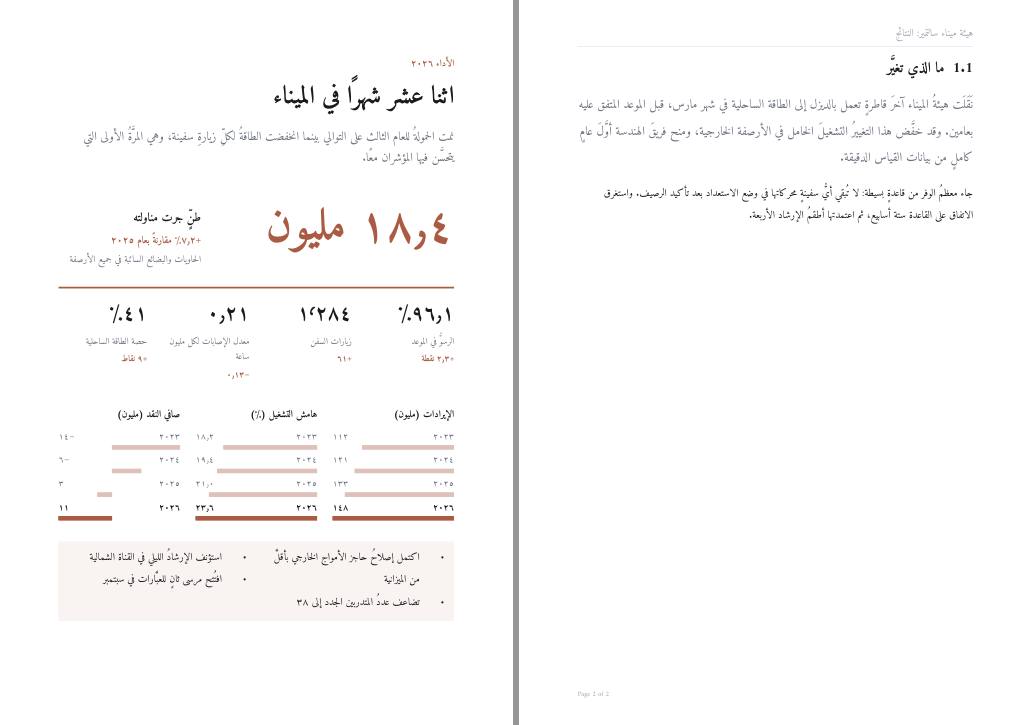 الأداء ٢٠٢٦
اثنا عشر شهرًا في الميناء
نمت الحمولةُ للعام الثالث على التوالي بينما انخفضت الطاقةُ لكلّ زيارةِ سفينة، وهي المرَّةُ الأولى التي
يتحسَّن فيها المؤشران معًا.
١٨٫٤ مليون
طنٍّ جرت مناولته
+٧٫٢٪ مقارنةً بعام ٢٠٢٥
الحاويات والبضائع السائبة في جميع الأرصفة
٩٦٫١٪
الرسوُّ في الموعد
+٢٫٣ نقطة
١٬٢٨٤
زيارات السفن
+٦١
٠٫٢١
معدل الإصابات لكل مليون
ساعة
−٠٫١٣
٤١٪
حصة الطاقة الساحلية
+٩ نقاط
الإيرادات (مليون)
٢٠٢٣ ١١٢
٢٠٢٤ ١٢١
٢٠٢٥ ١٣٣
٢٠٢٦ ١٤٨
هامش التشغيل (٪)
٢٠٢٣ ١٨٫٢
٢٠٢٤ ١٩٫٤
٢٠٢٥ ٢١٫٠
٢٠٢٦ ٢٣٫٦
صافي النقد (مليون)
٢٠٢٣ −١٤
٢٠٢٤ −٦
٢٠٢٥ ٣
٢٠٢٦ ١١
• اكتمل إصلاحُ حاجز الأمواج الخارجي بأقلّ
من الميزانية
• تضاعف عددُ المتدربين الجدد إلى ٣٨
• استؤنف الإرشادُ الليلي في القناة الشمالية
• افتُتح مرسى ثانٍ للعبَّارات في سبتمبر
هيئة ميناء سالتمير: النتائج
1.1 ما الذي تغيَّر
نَقَلَت هيئةُ الميناء آخرَ قاطرةٍ تعمل بالديزل إلى الطاقة الساحلية في شهر مارس، قبل الموعد المتفق عليه
بعامين. وقد خفَّض هذا التغييرُ التشغيلَ الخامل في الأرصفة الخارجية، ومنح فريقَ الهندسة أوَّلَ عامٍ
كاملٍ من بيانات القياس الدقيقة.
جاء معظمُ الوفر من قاعدةٍ بسيطة: لا تُبقي أيُّ سفينةٍ محركاتها في وضع الاستعداد بعد تأكيد الرصيف. واستغرق
الاتفاق على القاعدة ستة أسابيع، ثم اعتمدتها أطقمُ الإرشاد الأربعة.
Page 2 of 2